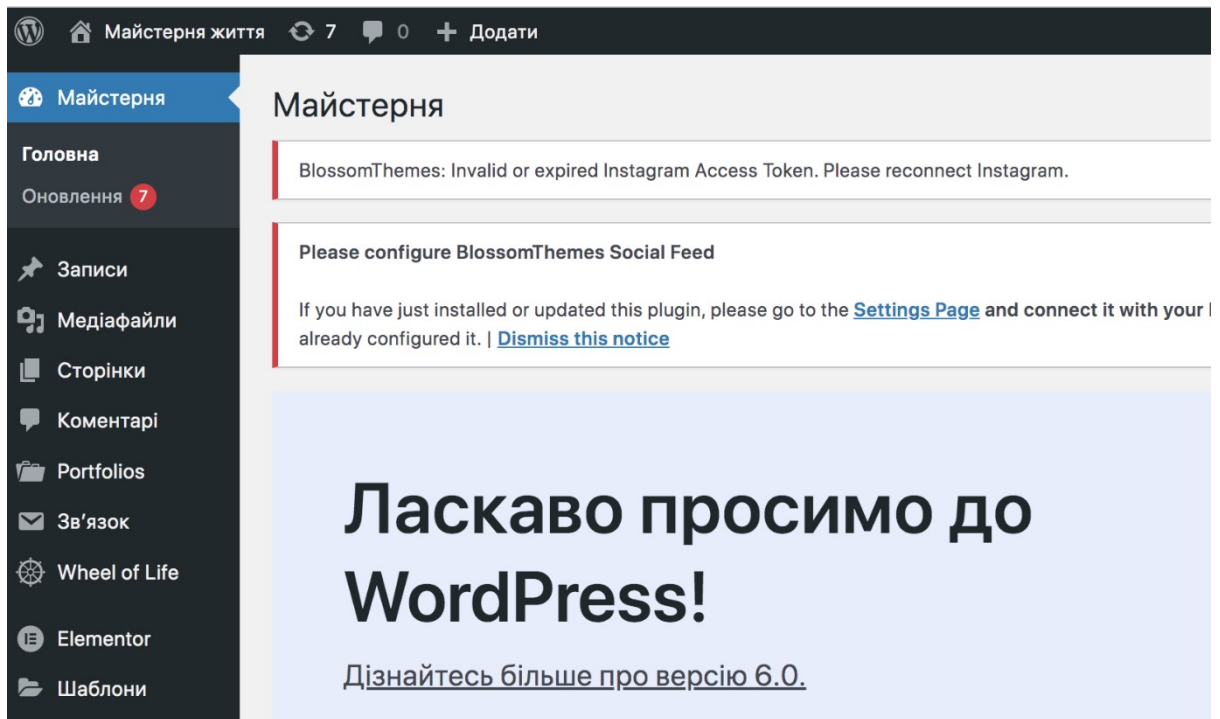 Майстерня життя 7 0 + Додати
Майстерня
Головна
Оновлення 7
Записи
Медіафайли
Сторінки
Коментарі
Portfolios
Зв'язок
Wheel of Life
Elementor
Шаблони
Майстерня
BlossomThemes: Invalid or expired Instagram Access Token. Please reconnect Instagram.
Please configure BlossomThemes Social Feed
If you have just installed or updated this plugin, please go to the Settings Page and connect it with your
already configured it. | Dismiss this notice
Ласкаво просимо до
WordPress!
Дізнайтесь більше про версію 6.0.